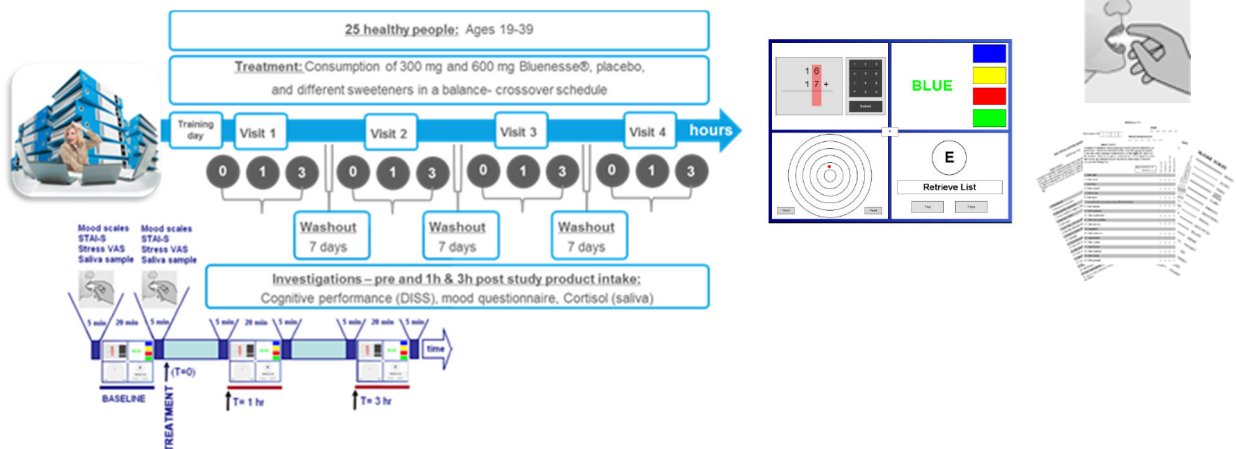 25 healthy people: Ages 19-39
Treatment: Consumption of 300 mg and 600 mg Bluenesse®, placebo,
and different sweeteners in a balance- crossover schedule
Training
day
Visit 1
Visit 2
Visit 3
Visit 4
hours
0 1 3 0 1 3 0 1 3 0 1 3
Washout
7 days
Washout
7 days
Washout
7 days
Investigations – pre and 1h & 3h post study product intake:
Cognitive performance (DISS), mood questionnaire, Cortisol (saliva)
Mood scales
STAI-S
Stress VAS
Saliva sample
Mood scales
STAI-S
Stress VAS
Saliva sample
5 min 20 min 5 min 5 min 20 min 5 min 5 min 20 min 5 min
BLUE
E
BLUE
E
BLUE
E
time
BASELINE
TREATMENT
(T=0)
T= 1 hr
T= 3 hr
1 6
1 7 +
BLUE
E
Retrieve List